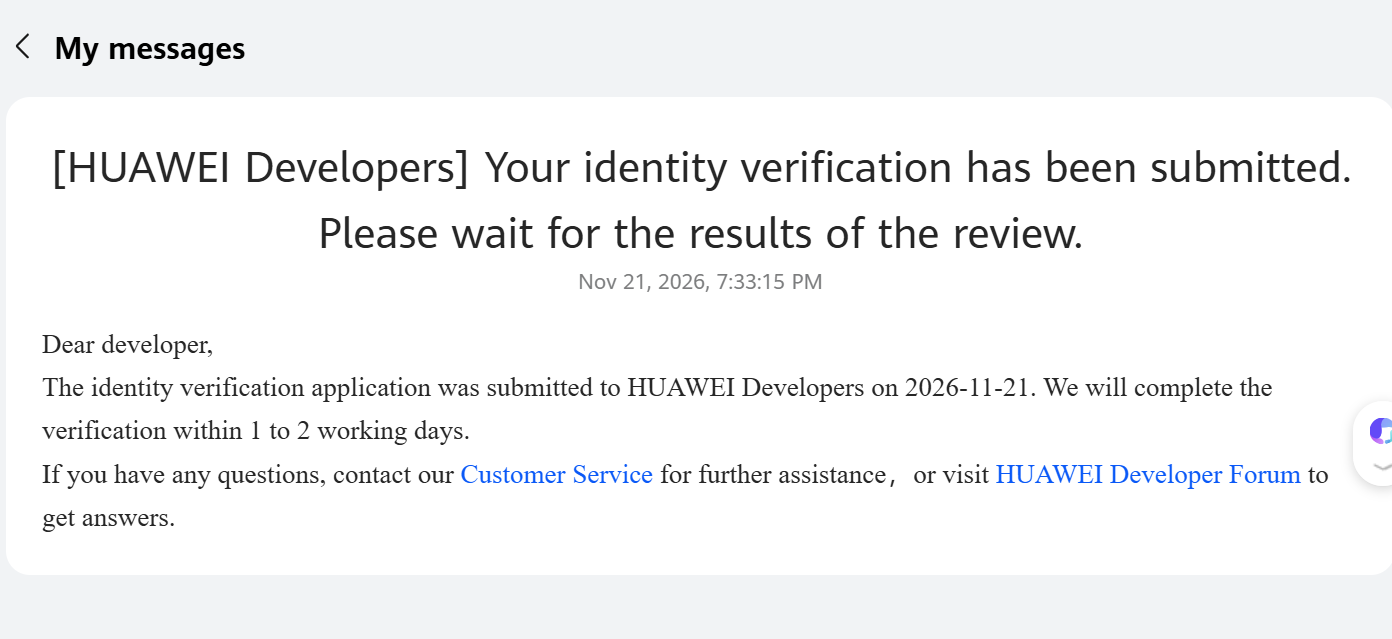 My messages
[HUAWEI Developers] Your identity verification has been submitted.
Please wait for the results of the review.
Nov 21, 2026, 7:33:15 PM
Dear developer,
The identity verification application was submitted to HUAWEI Developers on 2026-11-21. We will complete the
verification within 1 to 2 working days.
If you have any questions, contact our Customer Service for further assistance，or visit HUAWEI Developer Forum to
get answers.